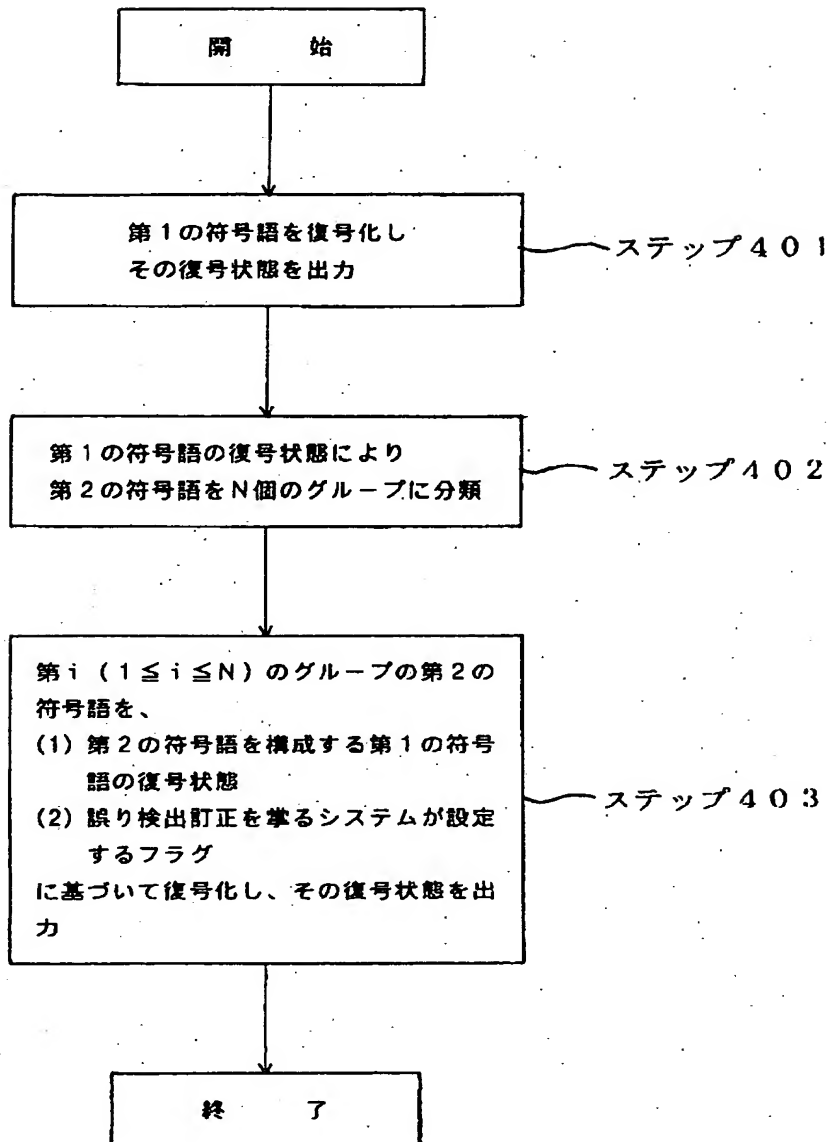 開 始
第1の符号語を復号化し
その復号状態を出力
ステップ401
第1の符号語の復号状態により
第2の符号語をN個のグループに分類
ステップ402
第i(1≦i≦N)のグループの第2の
符号語を、
(1) 第2の符号語を構成する第1の符号
語の復号状態
(2) 誤り検出訂正を掌るシステムが設定
するフラグ
に基づいて復号化し、その復号状態を出
力
ステップ403
終 了